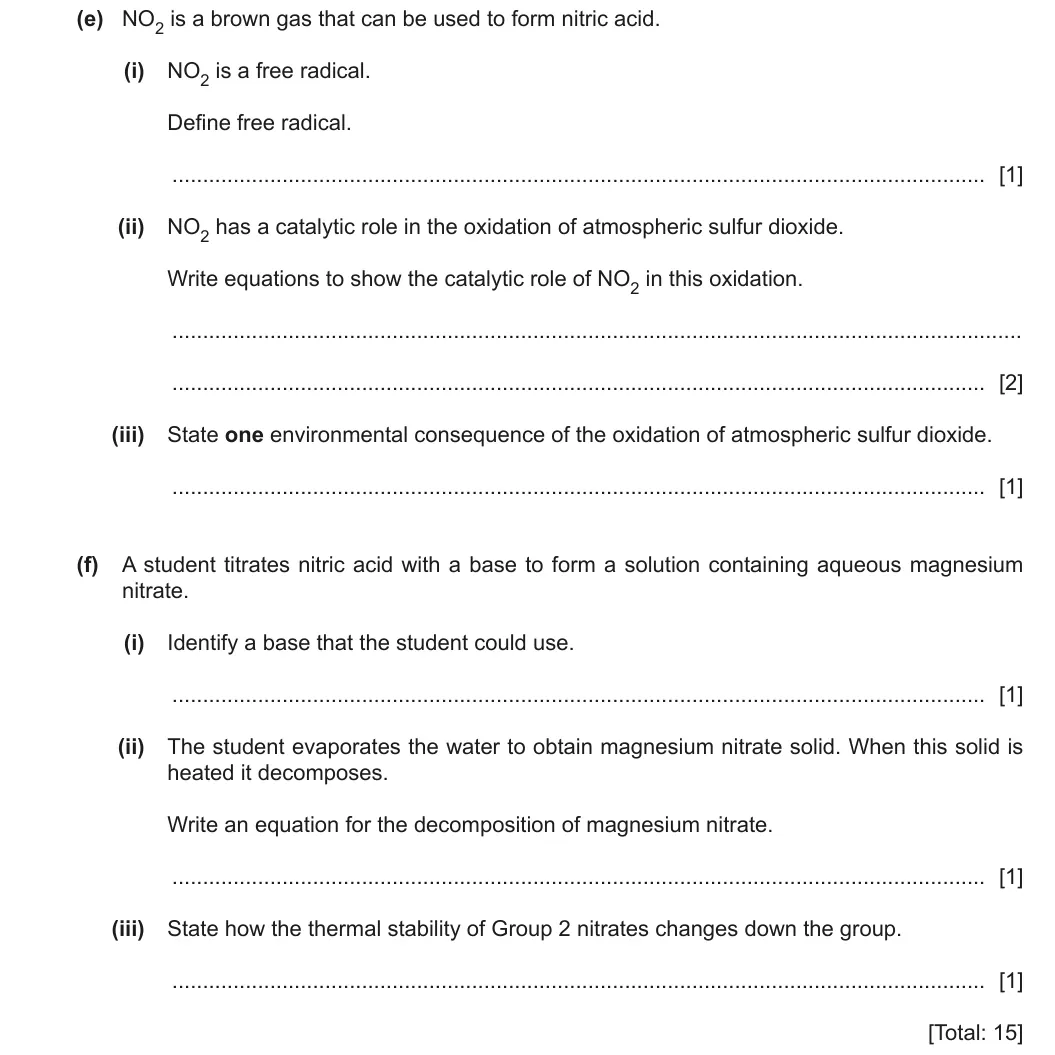 (e) NO2 is a brown gas that can be used to form nitric acid.
(i) NO2 is a free radical.
Define free radical.
...................................................................................................................................... [1]
(ii) NO2 has a catalytic role in the oxidation of atmospheric sulfur dioxide.
Write equations to show the catalytic role of NO2 in this oxidation.
............................................................................................................................................
...................................................................................................................................... [2]
(iii) State one environmental consequence of the oxidation of atmospheric sulfur dioxide.
...................................................................................................................................... [1]
(f) A student titrates nitric acid with a base to form a solution containing aqueous magnesium
nitrate.
(i) Identify a base that the student could use.
...................................................................................................................................... [1]
(ii) The student evaporates the water to obtain magnesium nitrate solid. When this solid is
heated it decomposes.
Write an equation for the decomposition of magnesium nitrate.
...................................................................................................................................... [1]
(iii) State how the thermal stability of Group 2 nitrates changes down the group.
...................................................................................................................................... [1]
[Total: 15]